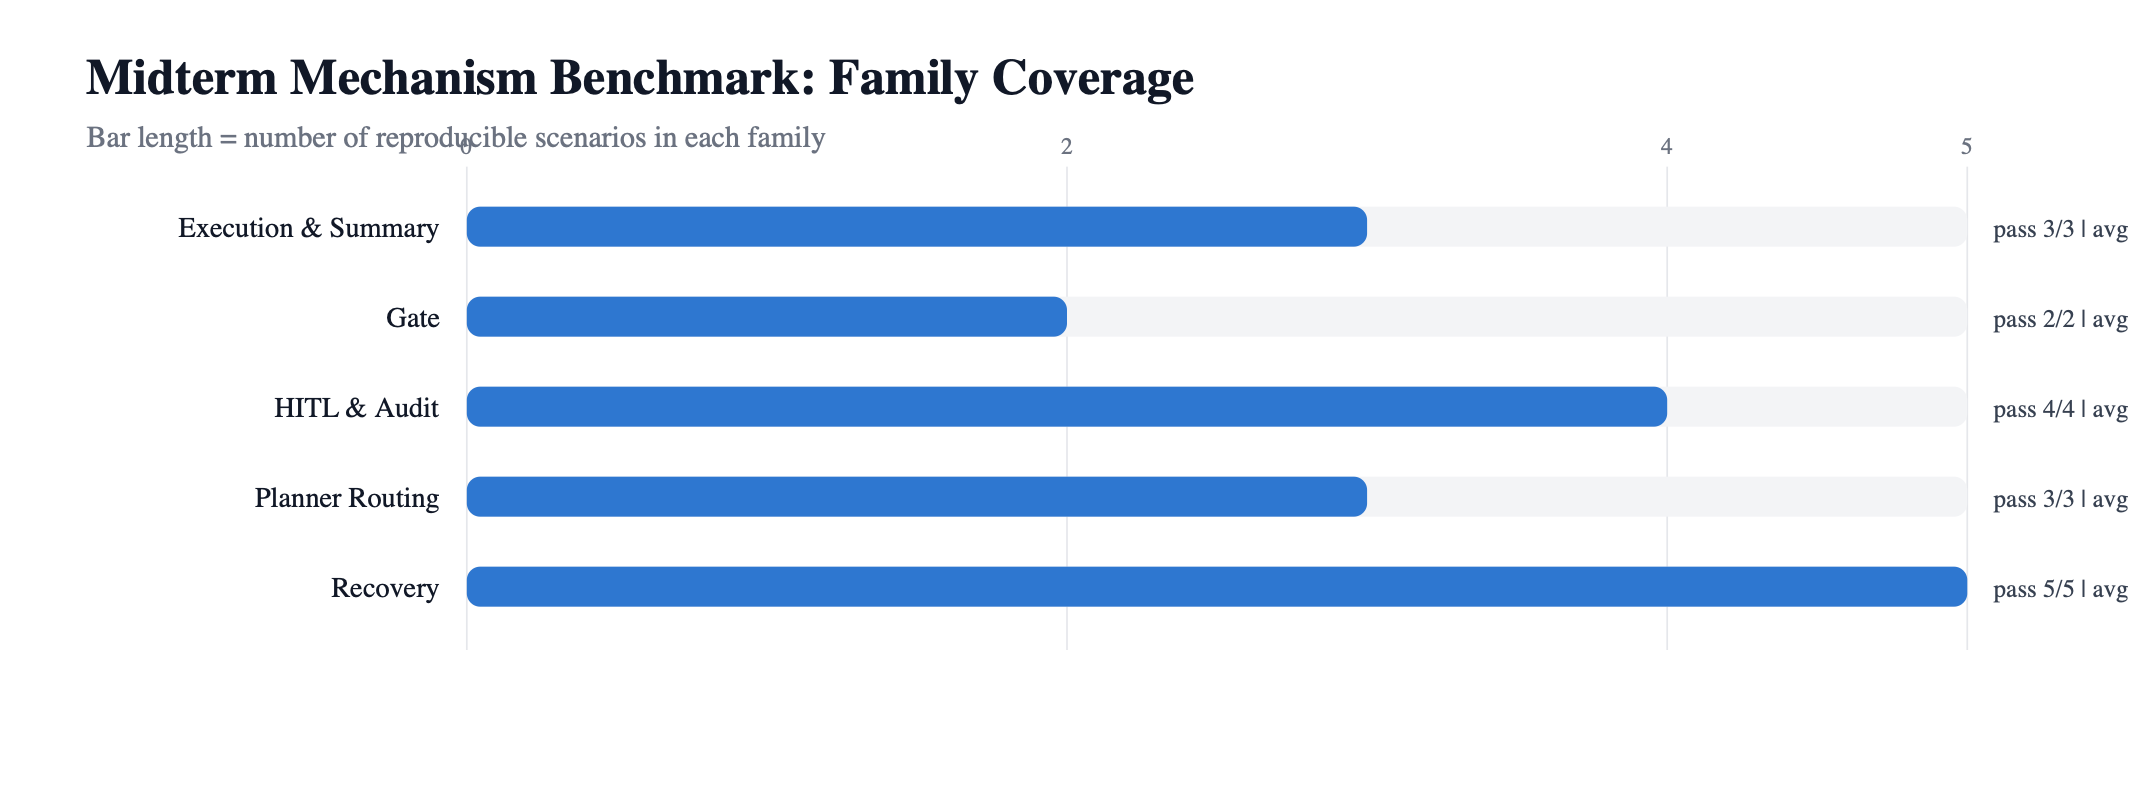 Midterm Mechanism Benchmark: Family Coverage
Bar length = number of reproducible scenarios in each family
0 2 4 5
Execution & Summary pass 3/3 | avg
Gate pass 2/2 | avg
HITL & Audit pass 4/4 | avg
Planner Routing pass 3/3 | avg
Recovery pass 5/5 | avg